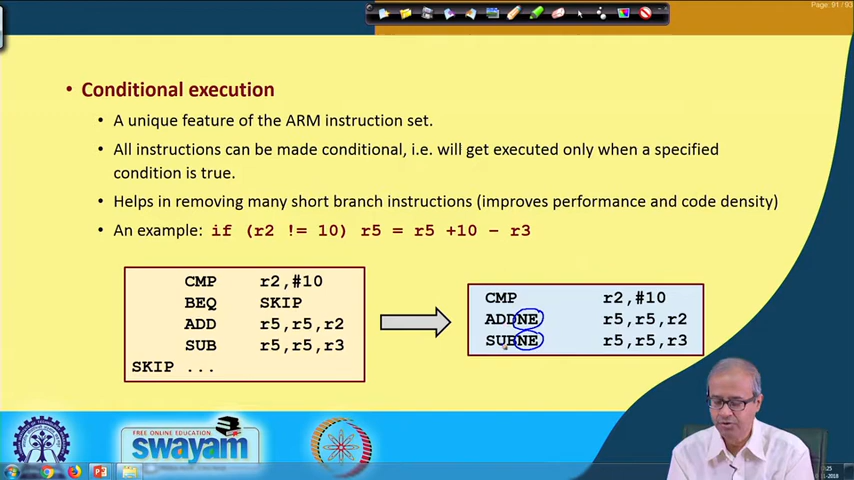 Page: 91 / 93
• Conditional execution
• A unique feature of the ARM instruction set.
• All instructions can be made conditional, i.e. will get executed only when a specified
condition is true.
• Helps in removing many short branch instructions (improves performance and code density)
• An example: if (r2 != 10) r5 = r5 +10 – r3
CMP r2,#10
BEQ SKIP
ADD r5,r5,r2
SUB r5,r5,r3
SKIP ...
CMP r2,#10
ADDNE r5,r5,r2
SUBNE r5,r5,r3
FREE ONLINE EDUCATION
swayam